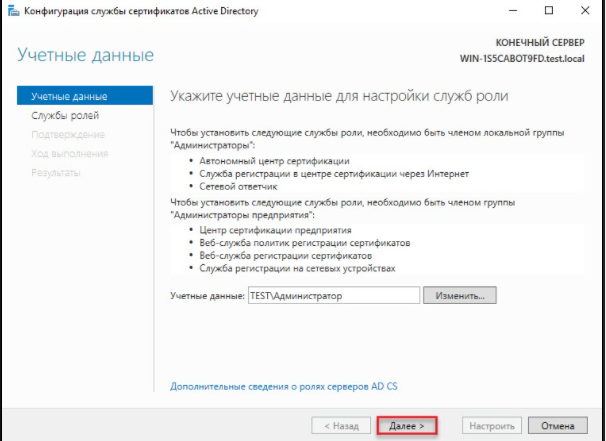 Конфигурация службы сертификатов Active Directory
Учетные данные
КОНЕЧНЫЙ СЕРВЕР
WIN-1S5CABOT9FD.test.local
Учетные данные
Службы ролей
Подтверждение
Ход выполнения
Результаты
Укажите учетные данные для настройки служб роли
Чтобы установить следующие службы роли, необходимо быть членом локальной группы
"Администраторы":
• Автономный центр сертификации
• Служба регистрации в центре сертификации через Интернет
• Сетевой ответчик
Чтобы установить следующие службы роли, необходимо быть членом группы
"Администраторы предприятия":
• Центр сертификации предприятия
• Веб-служба политик регистрации сертификатов
• Веб-служба регистрации сертификатов
• Служба регистрации на сетевых устройствах
Учетные данные: TEST\Администратор Изменить...
Дополнительные сведения о ролях серверов AD CS
< Назад Далее > Настроить Отмена